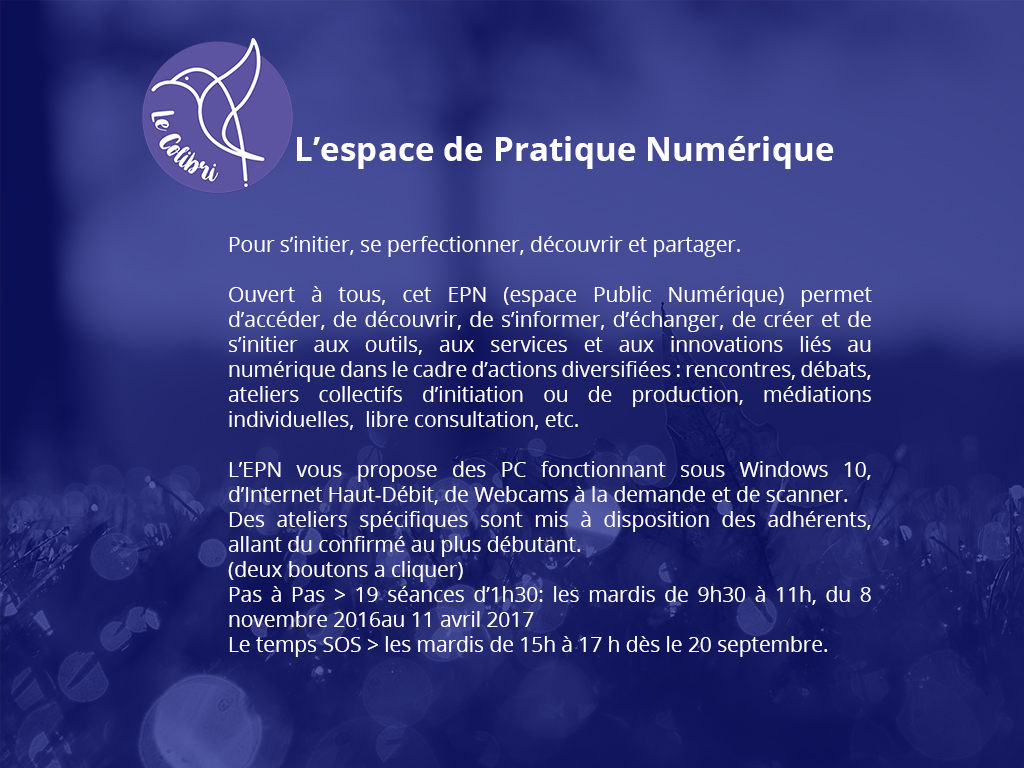 Le Colibri
L’espace de Pratique Numérique
Pour s’initier, se perfectionner, découvrir et partager.
Ouvert à tous, cet EPN (espace Public Numérique) permet
d’accéder, de découvrir, de s’informer, d’échanger, de créer et de
s’initier aux outils, aux services et aux innovations liés au
numérique dans le cadre d’actions diversifiées : rencontres, débats,
ateliers collectifs d’initiation ou de production, médiations
individuelles,  libre consultation, etc.
L’EPN vous propose des PC fonctionnant sous Windows 10,
d’Internet Haut-Débit, de Webcams à la demande et de scanner.
Des ateliers spécifiques sont mis à disposition des adhérents,
allant du confirmé au plus débutant.
(deux boutons a cliquer)
Pas à Pas > 19 séances d’1h30: les mardis de 9h30 à 11h, du 8
novembre 2016au 11 avril 2017
Le temps SOS > les mardis de 15h à 17 h dès le 20 septembre.